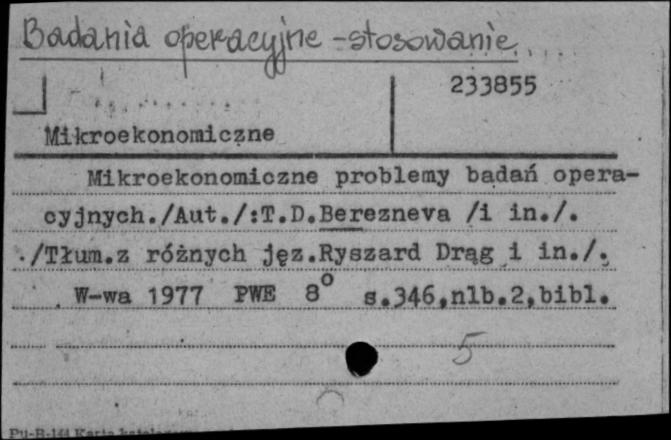 Badania operacyjne - stosowanie
233855
Mikroekonomiczne
Mikroekonomiczne problemy badań opera-
cyjnych./Aut./:T.D.Berezneva /i in./.
./Tłum.z różnych jęz.Ryszard Drąg i in./.
W-wa 1977 PWE 8° s.346,nlb.2,bibl.
5